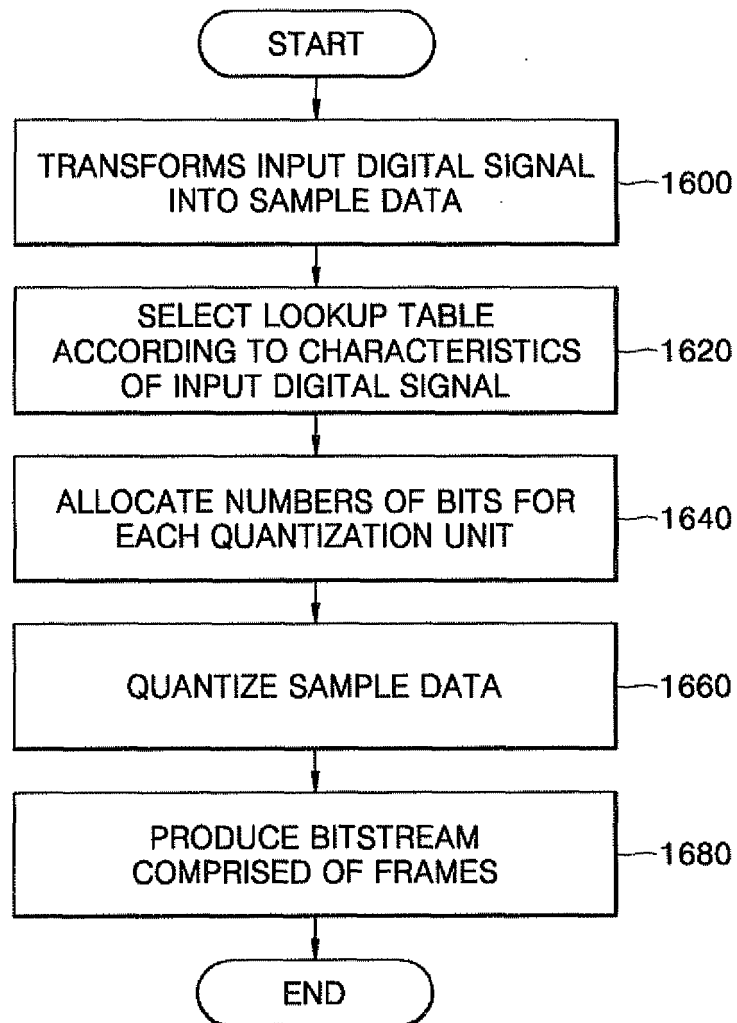 START
TRANSFORMS INPUT DIGITAL SIGNAL
INTO SAMPLE DATA
1600
SELECT LOOKUP TABLE
ACCORDING TO CHARACTERISTICS
OF INPUT DIGITAL SIGNAL
1620
ALLOCATE NUMBERS OF BITS FOR
EACH QUANTIZATION UNIT
1640
QUANTIZE SAMPLE DATA
1660
PRODUCE BITSTREAM
COMPRISED OF FRAMES
1680
END